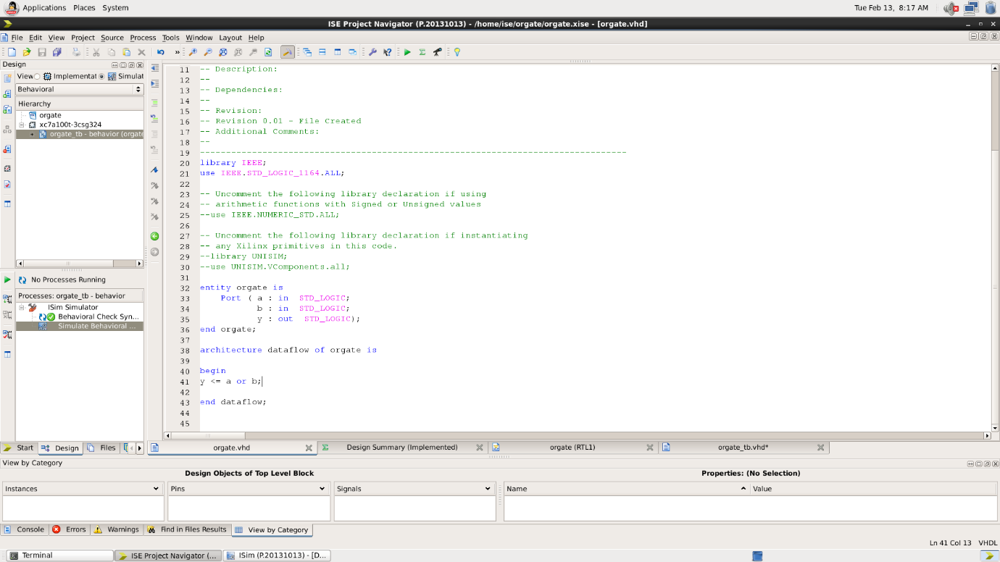 Applications Places System
Tue Feb 13, 8:17 AM
ISE Project Navigator (P.20131013) - /home/ise/orgate/orgate.xise - [orgate.vhd]
File Edit View Project Source Process Tools Window Layout Help
Design
View: Implementat Simulat
Behavioral
Hierarchy
orgate
xc7a100t-3csg324
orgate_tb - behavior (orgate
No Processes Running
Processes: orgate_tb - behavior
ISim Simulator
Behavioral Check Syn...
Simulate Behavioral ...
Start Design Files
11 -- Description:
12 --
13 -- Dependencies:
14 --
15 -- Revision:
16 -- Revision 0.01 - File Created
17 -- Additional Comments:
18 --
19 ----------------------------------------------------------------------------------
20 library IEEE;
21 use IEEE.STD_LOGIC_1164.ALL;
22
23 -- Uncomment the following library declaration if using
24 -- arithmetic functions with Signed or Unsigned values
25 --use IEEE.NUMERIC_STD.ALL;
26
27 -- Uncomment the following library declaration if instantiating
28 -- any Xilinx primitives in this code.
29 --library UNISIM;
30 --use UNISIM.VComponents.all;
31
32 entity orgate is
33 Port ( a : in STD_LOGIC;
34 b : in STD_LOGIC;
35 y : out STD_LOGIC);
36 end orgate;
37
38 architecture dataflow of orgate is
39
40 begin
41 y <= a or b;
42
43 end dataflow;
44
45
orgate.vhd Design Summary (Implemented) orgate (RTL1) orgate_tb.vhd*
View by Category
Design Objects of Top Level Block Properties: (No Selection)
Instances Pins Signals Name Value
Console Errors Warnings Find in Files Results View by Category
Ln 41 Col 13 VHDL
Terminal ISE Project Navigator (... ISim (P.20131013) - [D...